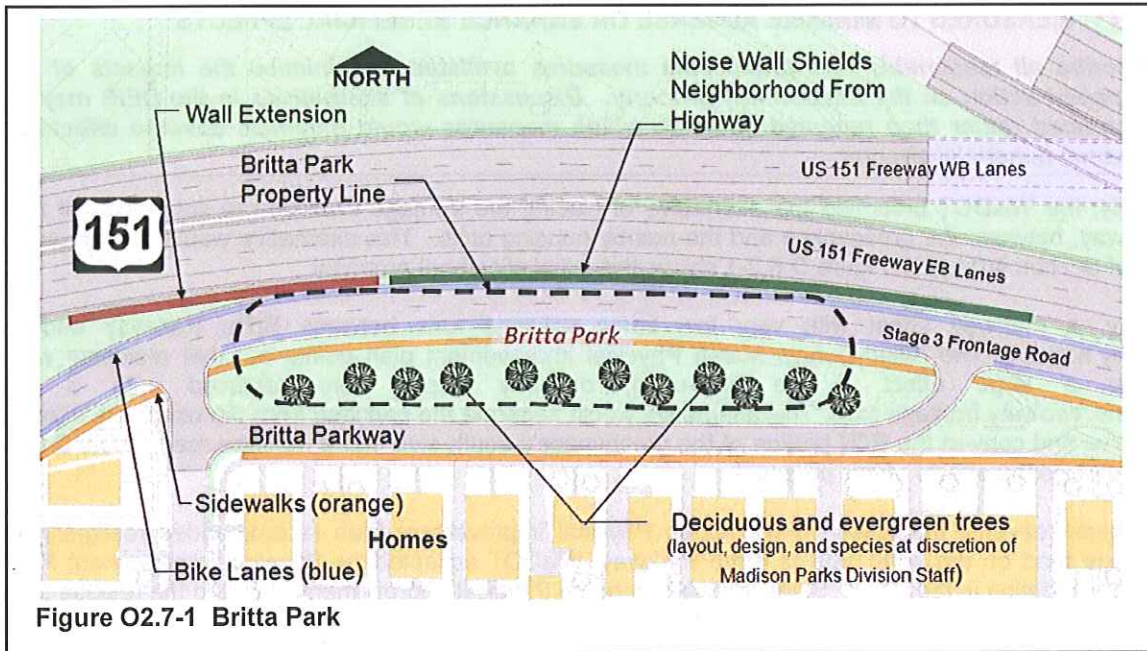 NORTH
Noise Wall Shields
Neighborhood From
Highway
Wall Extension
Britta Park
Property Line
US 151 Freeway WB Lanes
151
US 151 Freeway EB Lanes
Britta Park
Stage 3 Frontage Road
Britta Parkway
Sidewalks (orange)
Homes
Bike Lanes (blue)
Deciduous and evergreen trees
(layout, design, and species at discretion of
Madison Parks Division Staff)
Figure O2.7-1 Britta Park